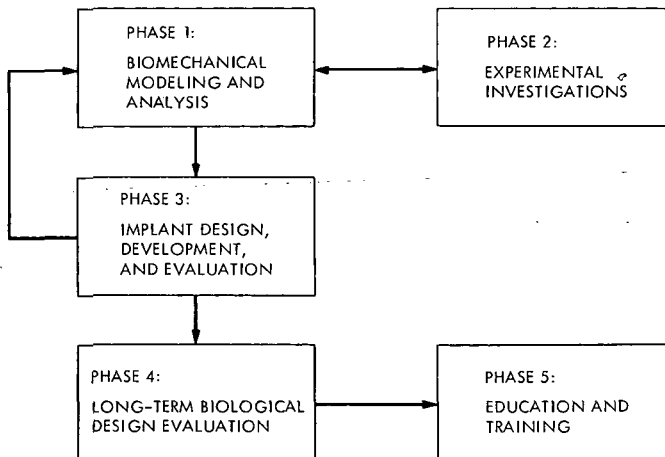 PHASE 1:
BIOMECHANICAL
MODELING AND
ANALYSIS
PHASE 2:
EXPERIMENTAL
INVESTIGATIONS
PHASE 3:
IMPLANT DESIGN,
DEVELOPMENT,
AND EVALUATION
PHASE 4:
LONG-TERM BIOLOGICAL
DESIGN EVALUATION
PHASE 5:
EDUCATION AND
TRAINING